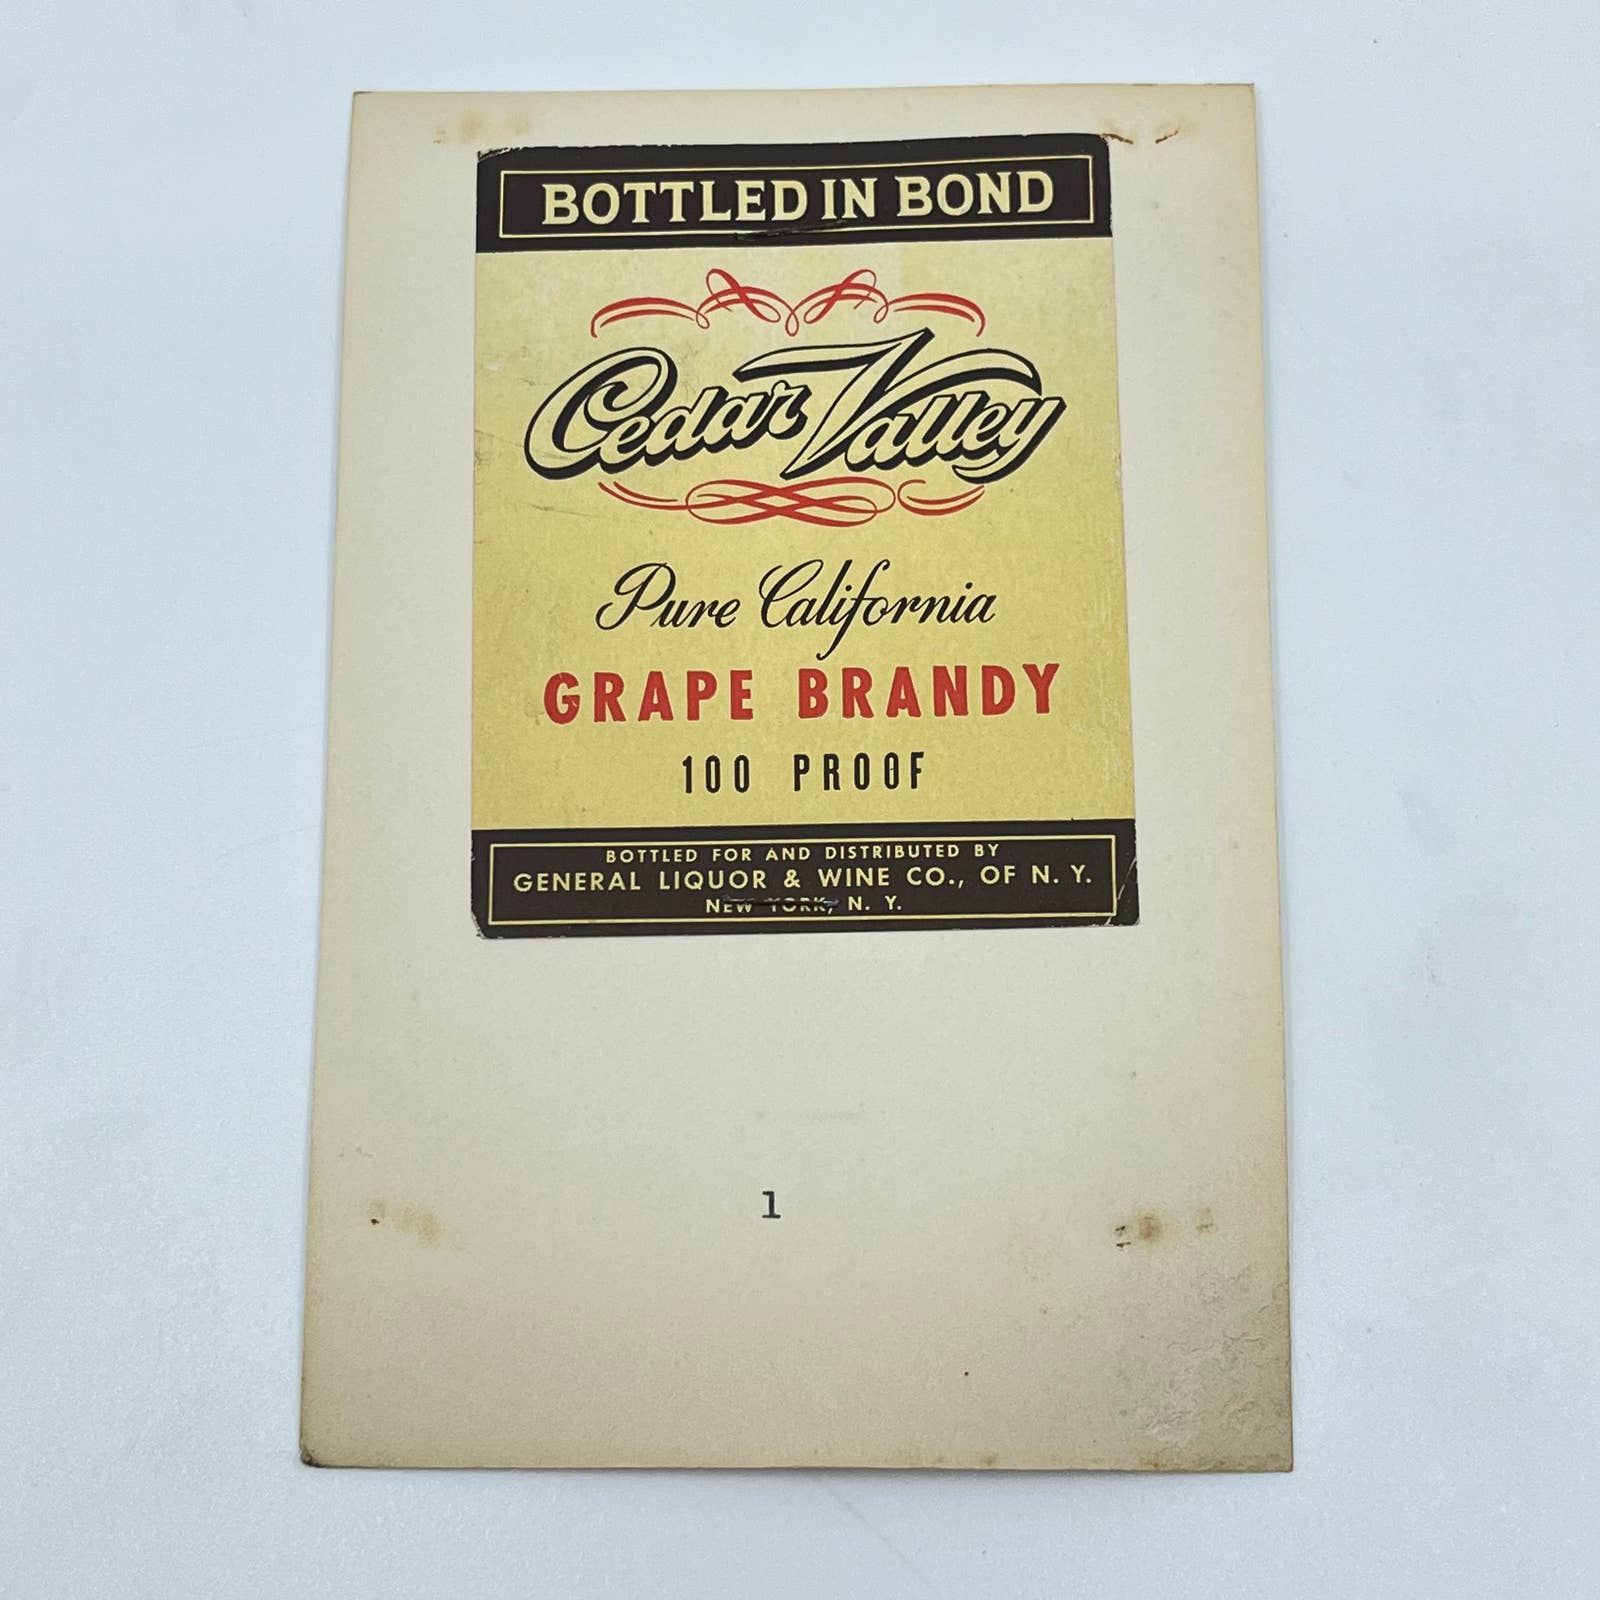 BOTTLED IN BOND
Cedar Valley
Pure California
GRAPE BRANDY
100 PROOF
BOTTLED FOR AND DISTRIBUTED BY
GENERAL LIQUOR & WINE CO., OF N. Y.
NEW YORK, N. Y.
1